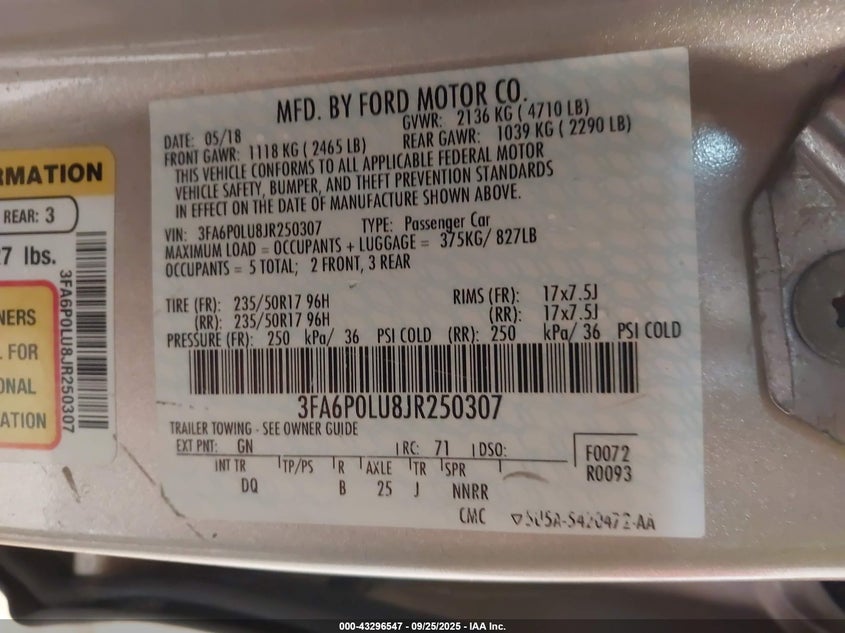 MFD. BY FORD MOTOR CO.
DATE: 05/18
GVWR: 2136 KG ( 4710 LB)
FRONT GAWR: 1118 KG ( 2465 LB)
REAR GAWR: 1039 KG ( 2290 LB)
THIS VEHICLE CONFORMS TO ALL APPLICABLE FEDERAL MOTOR
VEHICLE SAFETY, BUMPER, AND THEFT PREVENTION STANDARDS
IN EFFECT ON THE DATE OF MANUFACTURE SHOWN ABOVE.
VIN: 3FA6P0LU8JR250307 TYPE: Passenger Car
MAXIMUM LOAD = OCCUPANTS + LUGGAGE = 375KG/ 827LB
OCCUPANTS = 5 TOTAL; 2 FRONT, 3 REAR
TIRE (FR): 235/50R17 96H RIMS (FR): 17x7.5J
(RR): 235/50R17 96H (RR): 17x7.5J
PRESSURE (FR): 250 kPa/ 36 PSI COLD (RR): 250 kPa/ 36 PSI COLD
3FA6P0LU8JR250307
TRAILER TOWING - SEE OWNER GUIDE
EXT PNT: GN RC: 71 DSO:
F0072
R0093
INT TR TP/PS R AXLE TR SPR
DQ B 25 J NNRR
CMC
RMATION
REAR: 3
27 lbs.
NERS
L FOR
ONAL
ATION
3FA6P0LU8JR250307
000-43296547 - 09/25/2025 - IAA Inc.